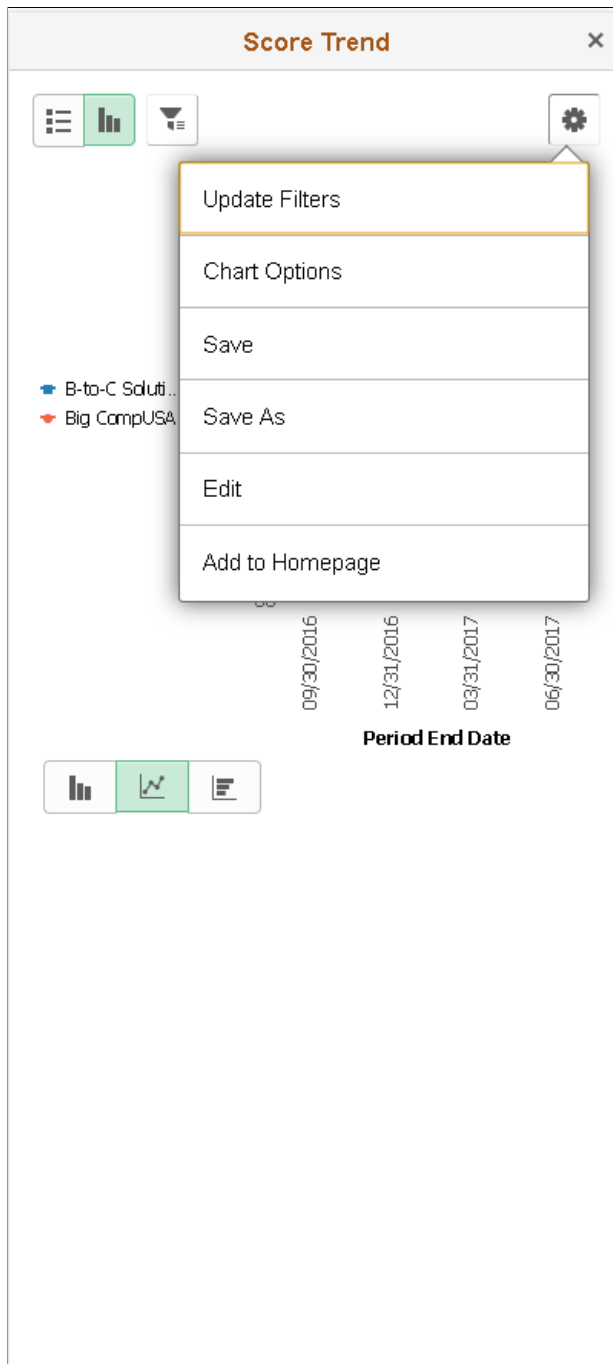 Score Trend
Update Filters
Chart Options
Save
B-to-C Soluti..
Big CompUSA
Save As
Edit
Add to Homepage
09/30/2016
12/31/2016
03/31/2017
06/30/2017
Period End Date